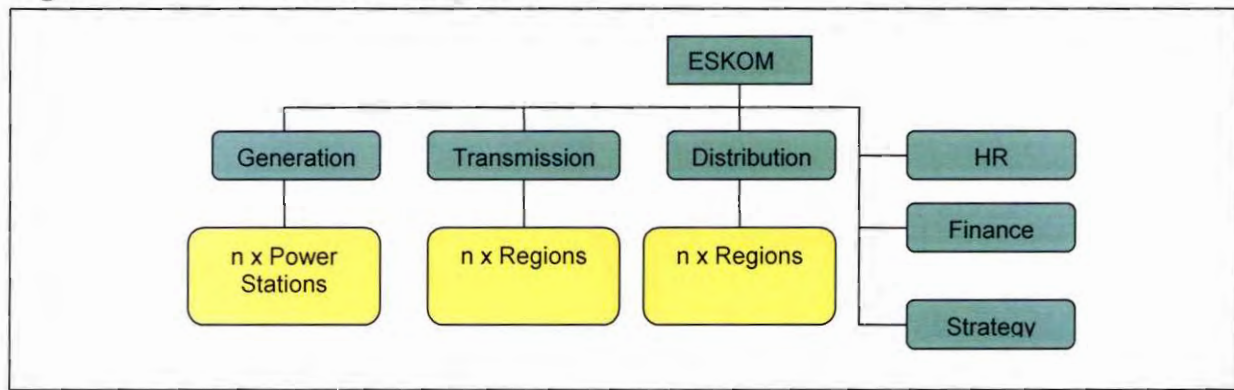 ESKOM
Generation
Transmission
Distribution
HR
n x Power
Stations
n x Regions
n x Regions
Finance
Strategy